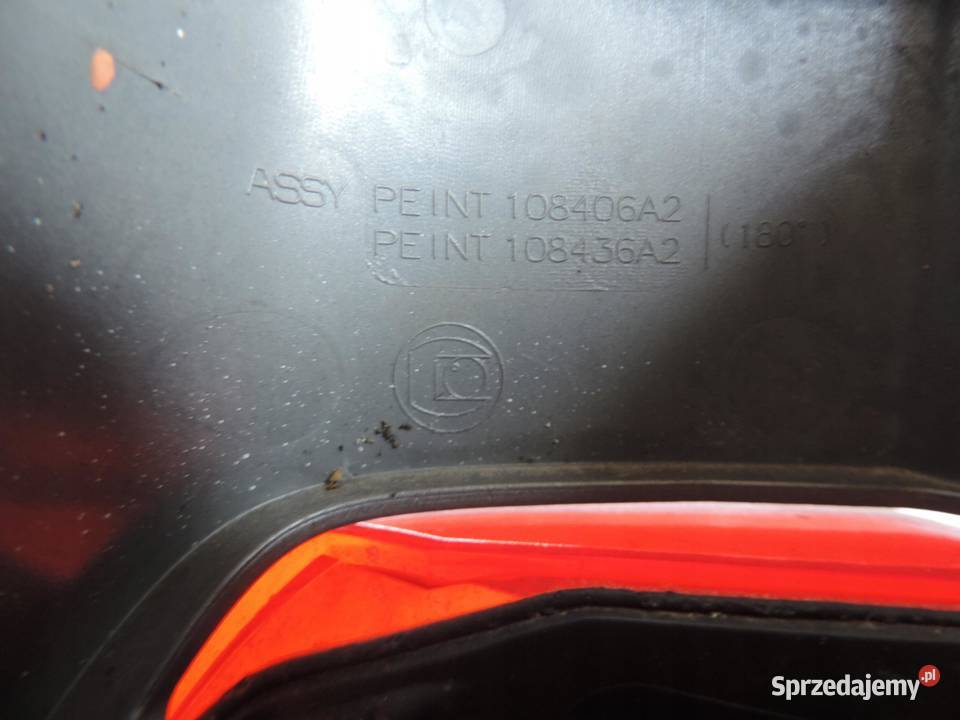 ASSY PEINT 108406A2
PEINT 108436A2
(180°)
Sprzedajemy.pl